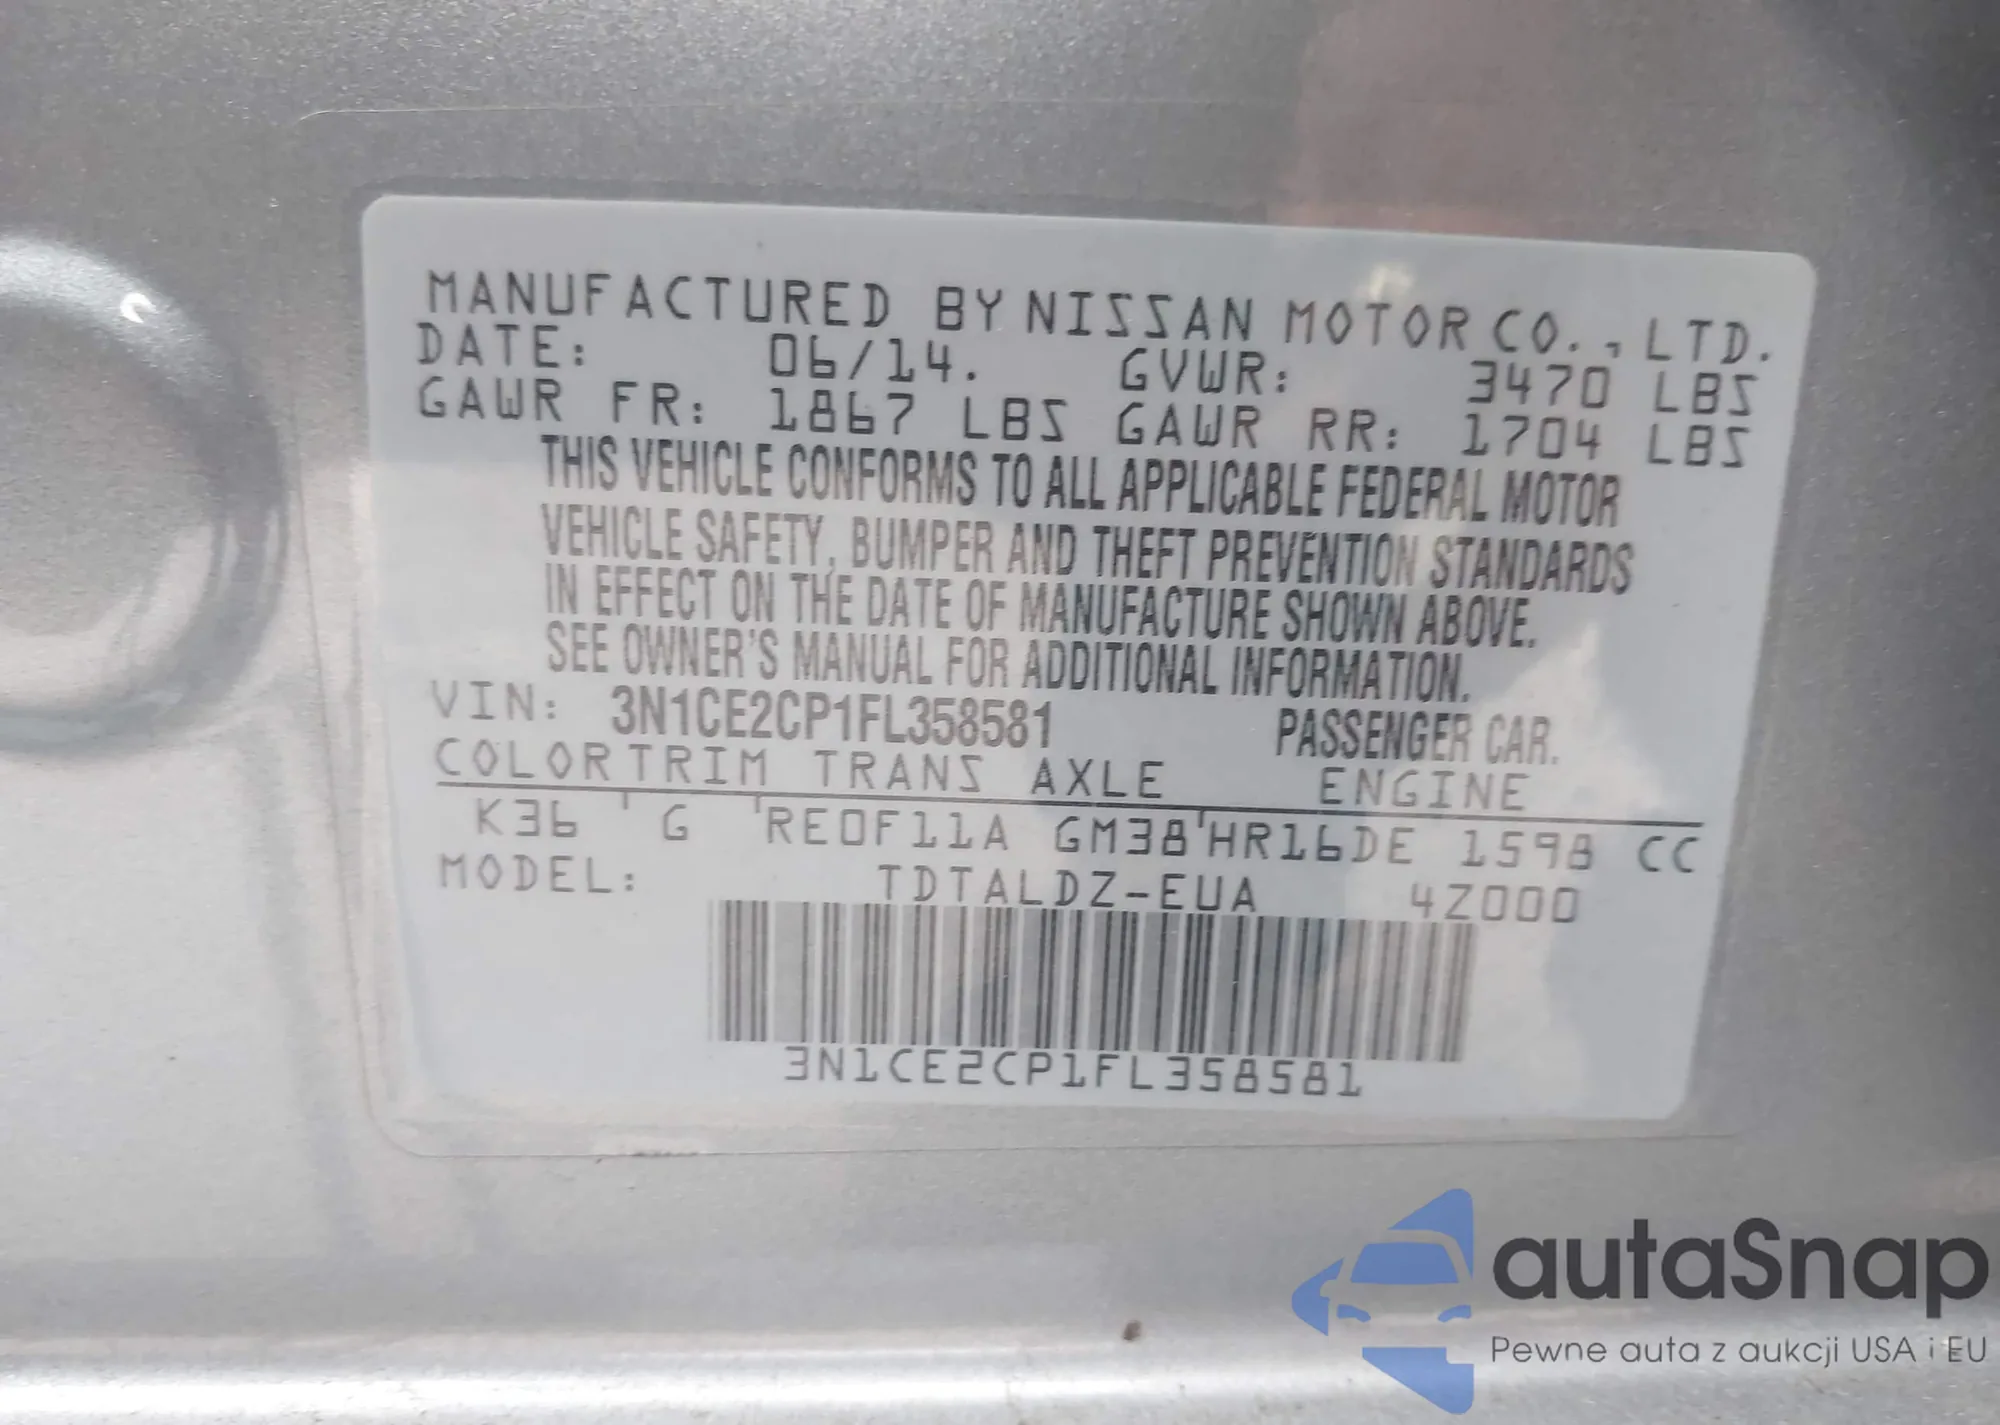 MANUFACTURED BY NISSAN MOTOR CO., LTD.
DATE: 06/14. GVWR: 3470 LBS
GAWR FR: 1867 LBS GAWR RR: 1704 LBS
THIS VEHICLE CONFORMS TO ALL APPLICABLE FEDERAL MOTOR
VEHICLE SAFETY, BUMPER AND THEFT PREVENTION STANDARDS
IN EFFECT ON THE DATE OF MANUFACTURE SHOWN ABOVE.
SEE OWNER'S MANUAL FOR ADDITIONAL INFORMATION.
VIN: 3N1CE2CP1FL358581 PASSENGER CAR.
COLOR TRIM TRANS AXLE ENGINE
K36 G RE0F11A GM38 HR16DE 1598 CC
MODEL: TDTALDZ-EUA 4Z000
3N1CE2CP1FL358581
autaSnap
Pewne auta z aukcji USA i EU